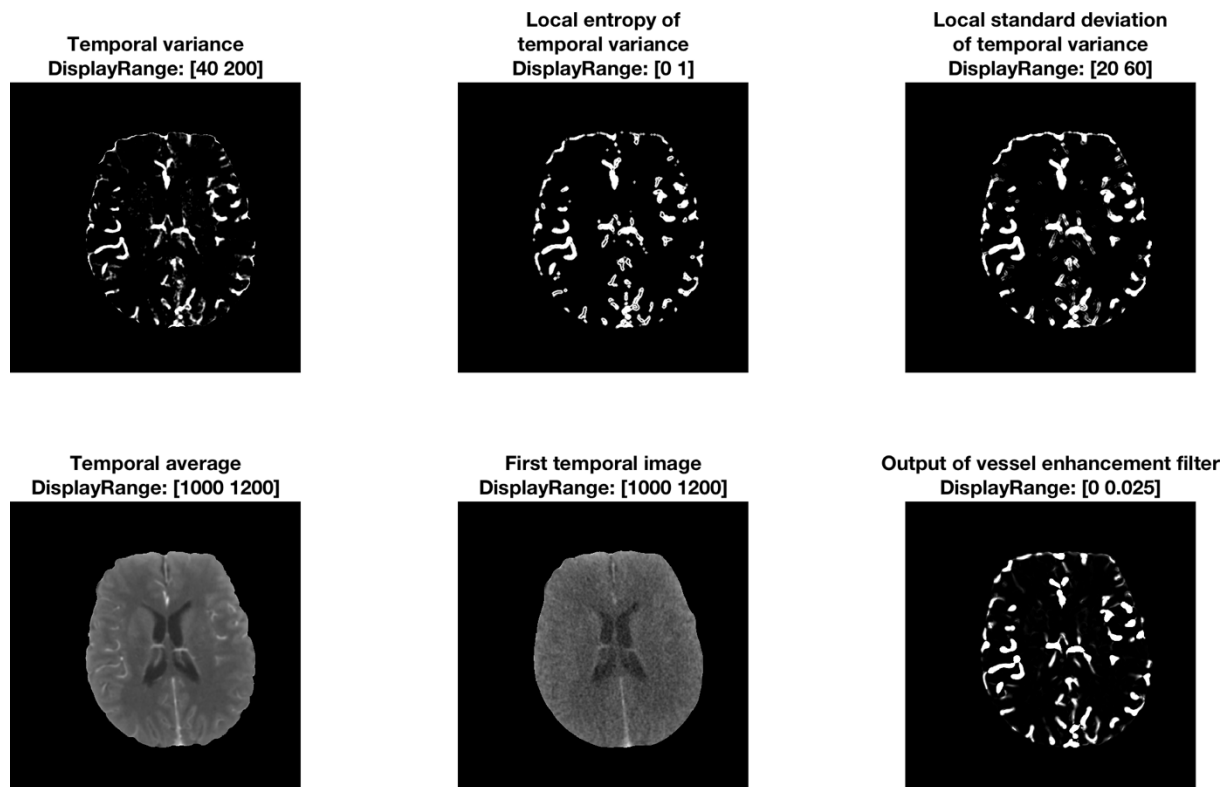 Temporal variance
DisplayRange: [40 200]
Local entropy of
temporal variance
DisplayRange: [0 1]
Local standard deviation
of temporal variance
DisplayRange: [20 60]
Temporal average
DisplayRange: [1000 1200]
First temporal image
DisplayRange: [1000 1200]
Output of vessel enhancement filter
DisplayRange: [0 0.025]